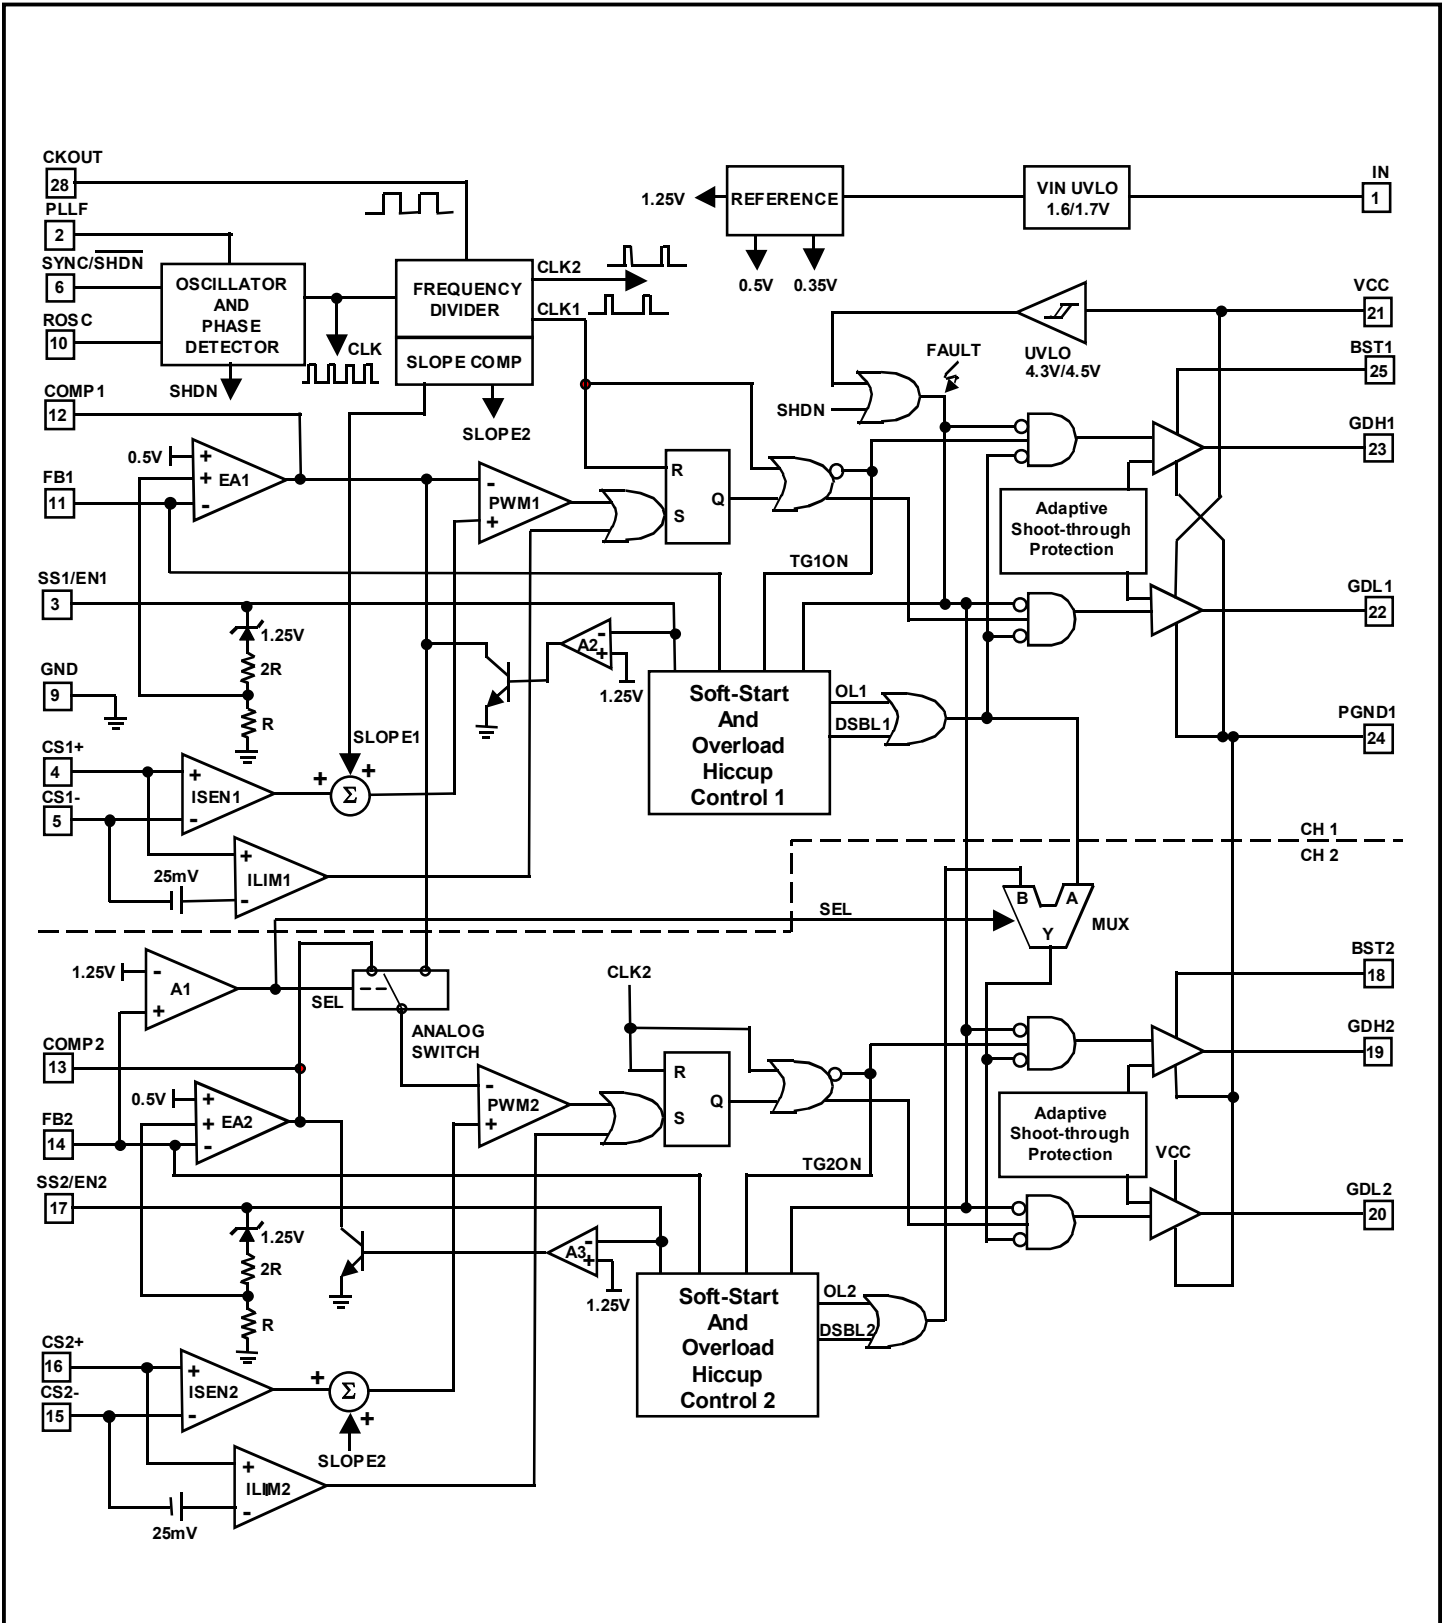 CKOUT
28
PLLF
2
SYNC/SHDN
6
ROSC
10
OSCILLATOR
AND
PHASE
DETECTOR
SHDN
CLK
FREQUENCY
DIVIDER
SLOPE COMP
CLK2
CLK1
SLOPE2
1.25V
REFERENCE
0.5V
0.35V
VIN UVLO
1.6/1.7V
IN
1
VCC
21
UVLO
4.3V/4.5V
FAULT
SHDN
BST1
25
GDH1
23
COMP1
12
0.5V
+
+
-
EA1
FB1
11
-
+
PWM1
R
S
Q
Adaptive
Shoot-through
Protection
TG1ON
SS1/EN1
3
1.25V
2R
R
A2
-
+
1.25V
GDL1
22
GND
9
Soft-Start
And
Overload
Hiccup
Control 1
OL1
DSBL1
PGND1
24
CS1+
4
CS1-
5
+
-
ISEN1
SLOPE1
+
+
Σ
+
-
ILIM1
25mV
CH 1
CH 2
SEL
B
A
Y
MUX
1.25V
-
+
A1
SEL
ANALOG
SWITCH
CLK2
BST2
18
GDH2
19
COMP2
13
0.5V
+
+
-
EA2
FB2
14
-
+
PWM2
R
S
Q
Adaptive
Shoot-through
Protection
VCC
TG2ON
SS2/EN2
17
1.25V
2R
R
A3
-
+
1.25V
GDL2
20
Soft-Start
And
Overload
Hiccup
Control 2
OL2
DSBL2
CS2+
16
CS2-
15
+
-
ISEN2
+
Σ
+
SLOPE2
+
-
ILIM2
25mV